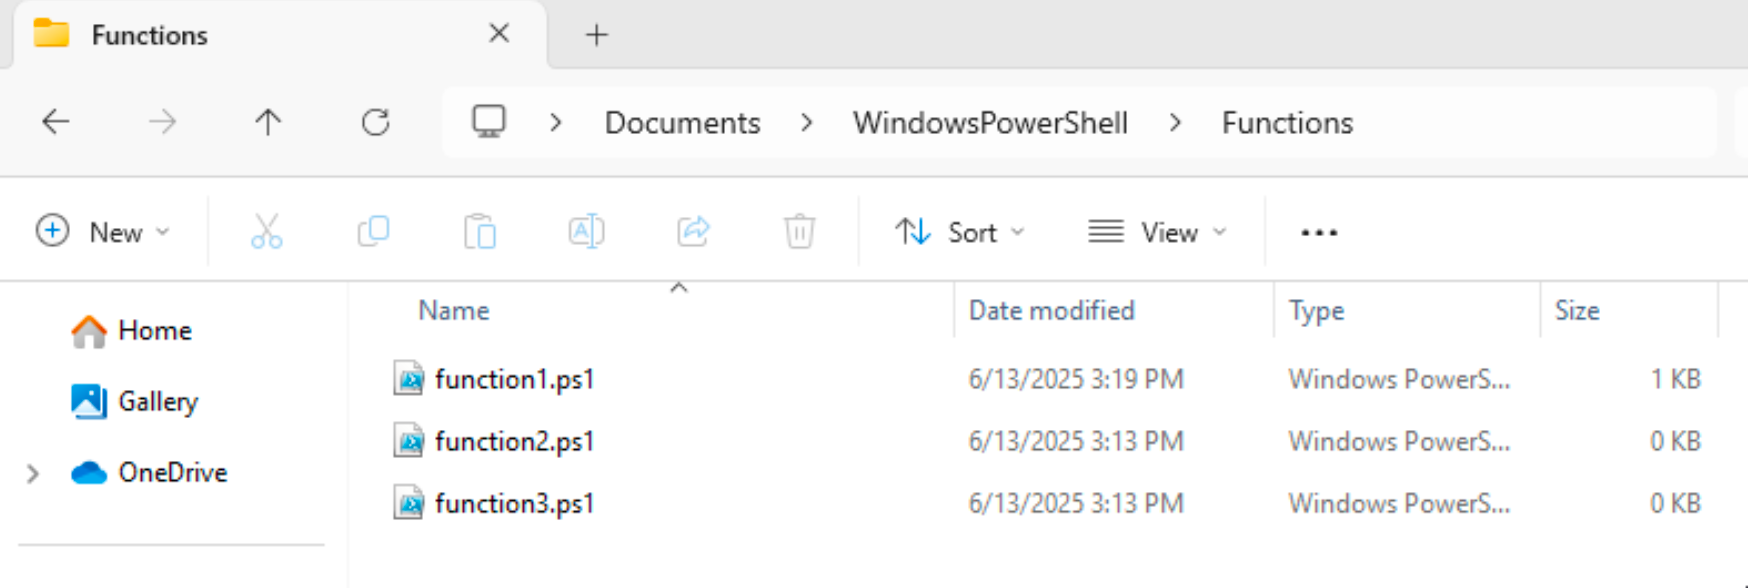 Functions
Documents > WindowsPowerShell > Functions
New Sort View ...
Name Date modified Type Size
Home
Gallery
OneDrive
function1.ps1 6/13/2025 3:19 PM Windows PowerS... 1 KB
function2.ps1 6/13/2025 3:13 PM Windows PowerS... 0 KB
function3.ps1 6/13/2025 3:13 PM Windows PowerS... 0 KB